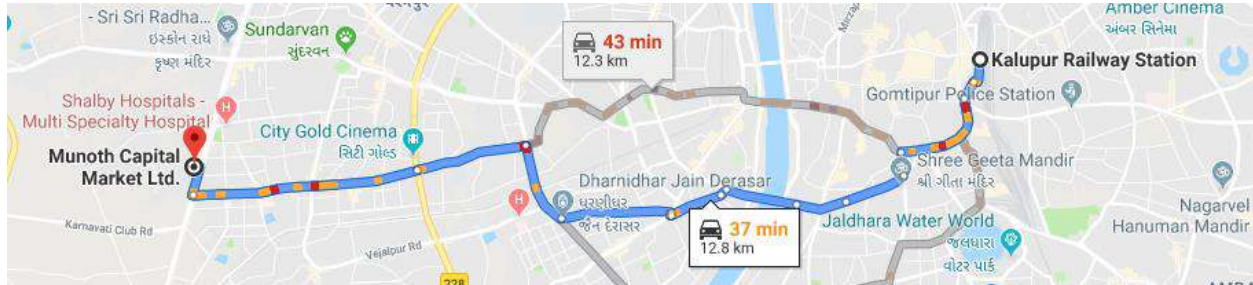 - Sri Sri Radha...
ઇસ્કોન રાધે
કૃષ્ણ મંદિર
Sundarvan
સુંદરવન
43 min
12.3 km
Mirzap
Amber Cinema
અંબર સિનેમા
Kalupur Railway Station
Gomtipur Police Station
Shalby Hospitals -
Multi Specialty Hospital
City Gold Cinema
સિટી ગોલ્ડ
Munoth Capital
Market Ltd.
Shree Geeta Mandir
શ્રી ગીતા મંદિર
Dharnidhar Jain Derasar
ધરણીધર
જૈન દેરાસર
37 min
12.8 km
Jaldhara Water World
જલધારા
વોટર પાર્ક
Nagarvel
Hanuman Mandir
Karnavati Club Rd
Vejalpur Rd
228